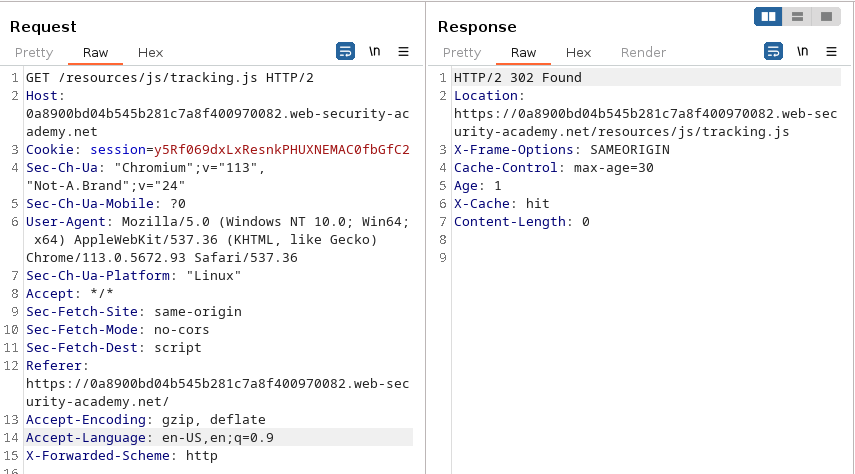 Request
Pretty Raw Hex \n
1 GET /resources/js/tracking.js HTTP/2
2 Host:
0a8900bd04b545b281c7a8f400970082.web-security-ac
ademy.net
3 Cookie: session=y5Rf069dxLxResnkPHUXNEMAC0fbGfC2
4 Sec-Ch-Ua: "Chromium";v="113",
"Not-A.Brand";v="24"
5 Sec-Ch-Ua-Mobile: ?0
6 User-Agent: Mozilla/5.0 (Windows NT 10.0; Win64;
x64) AppleWebKit/537.36 (KHTML, like Gecko)
Chrome/113.0.5672.93 Safari/537.36
7 Sec-Ch-Ua-Platform: "Linux"
8 Accept: */*
9 Sec-Fetch-Site: same-origin
10 Sec-Fetch-Mode: no-cors
11 Sec-Fetch-Dest: script
12 Referer:
https://0a8900bd04b545b281c7a8f400970082.web-sec
urity-academy.net/
13 Accept-Encoding: gzip, deflate
14 Accept-Language: en-US,en;q=0.9
15 X-Forwarded-Scheme: http
16
Response
Pretty Raw Hex Render \n
1 HTTP/2 302 Found
2 Location:
https://0a8900bd04b545b281c7a8f400970082.web-sec
urity-academy.net/resources/js/tracking.js
3 X-Frame-Options: SAMEORIGIN
4 Cache-Control: max-age=30
5 Age: 1
6 X-Cache: hit
7 Content-Length: 0
8
9